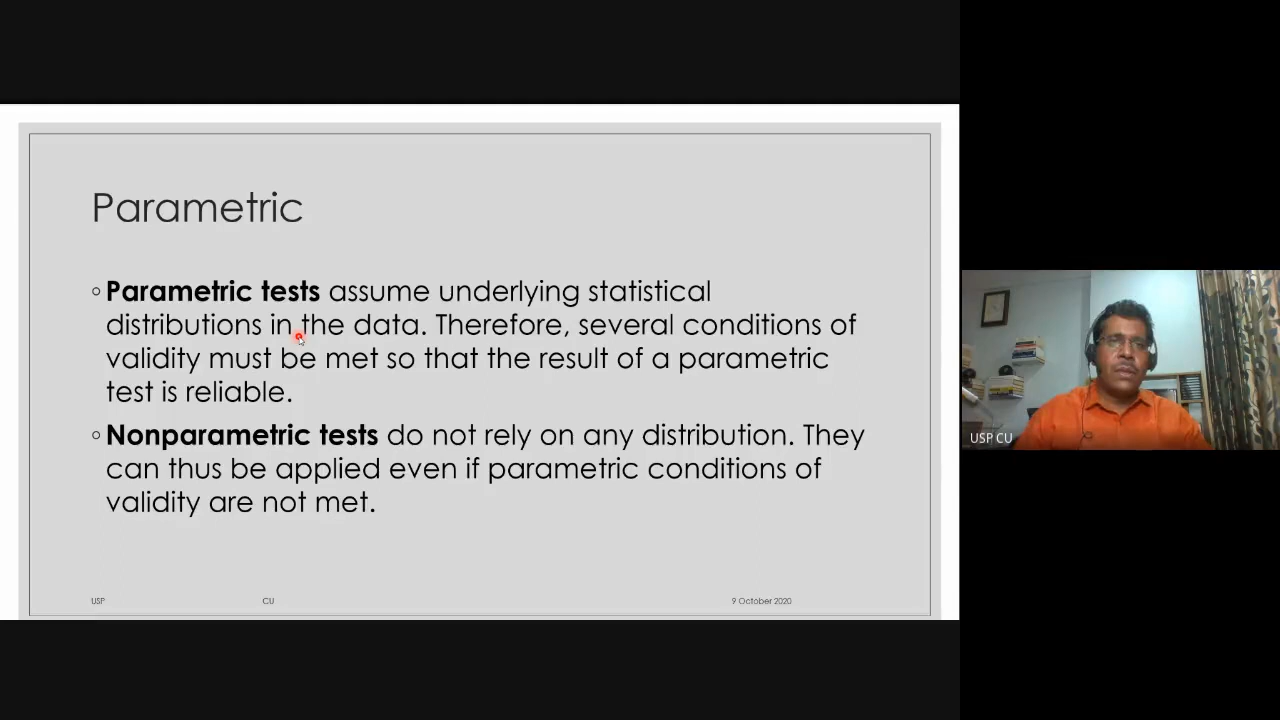 Parametric
◦Parametric tests assume underlying statistical
distributions in the data. Therefore, several conditions of
validity must be met so that the result of a parametric
test is reliable.
◦Nonparametric tests do not rely on any distribution. They
can thus be applied even if parametric conditions of
validity are not met.
USP CU 9 October 2020
USP CU